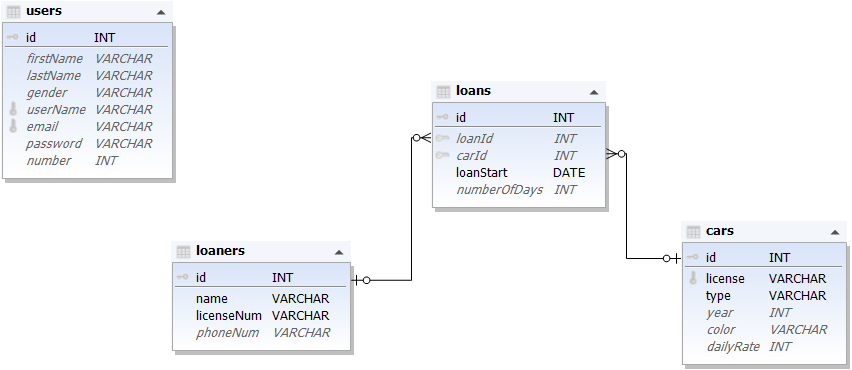 users
id INT
firstName VARCHAR
lastName VARCHAR
gender VARCHAR
userName VARCHAR
email VARCHAR
password VARCHAR
number INT
loans
id INT
loanId INT
carId INT
loanStart DATE
numberOfDays INT
loaners
id INT
name VARCHAR
licenseNum VARCHAR
phoneNum VARCHAR
cars
id INT
license VARCHAR
type VARCHAR
year INT
color VARCHAR
dailyRate INT